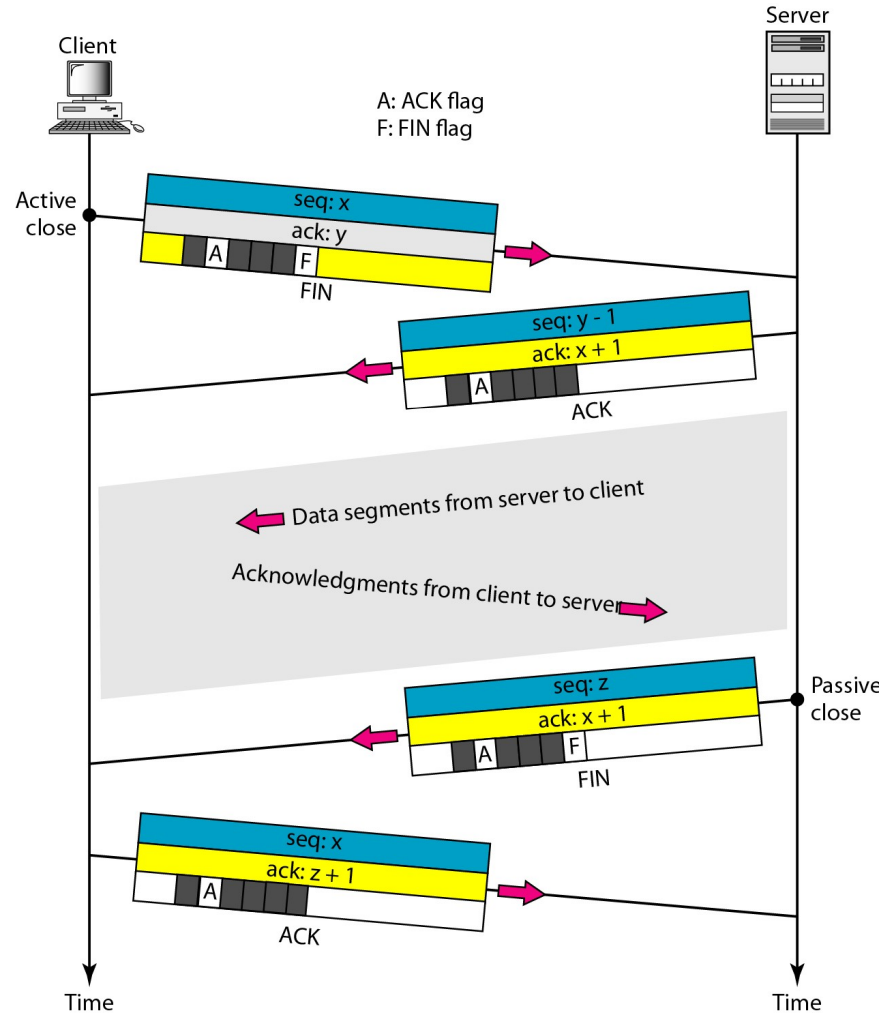 Client
Server
A: ACK flag
F: FIN flag
Active
close
seq: x
ack: y
A
F
FIN
seq: y - 1
ack: x + 1
A
ACK
Data segments from server to client
Acknowledgments from client to server
Passive
close
seq: z
ack: x + 1
A
F
FIN
seq: x
ack: z + 1
A
ACK
Time
Time